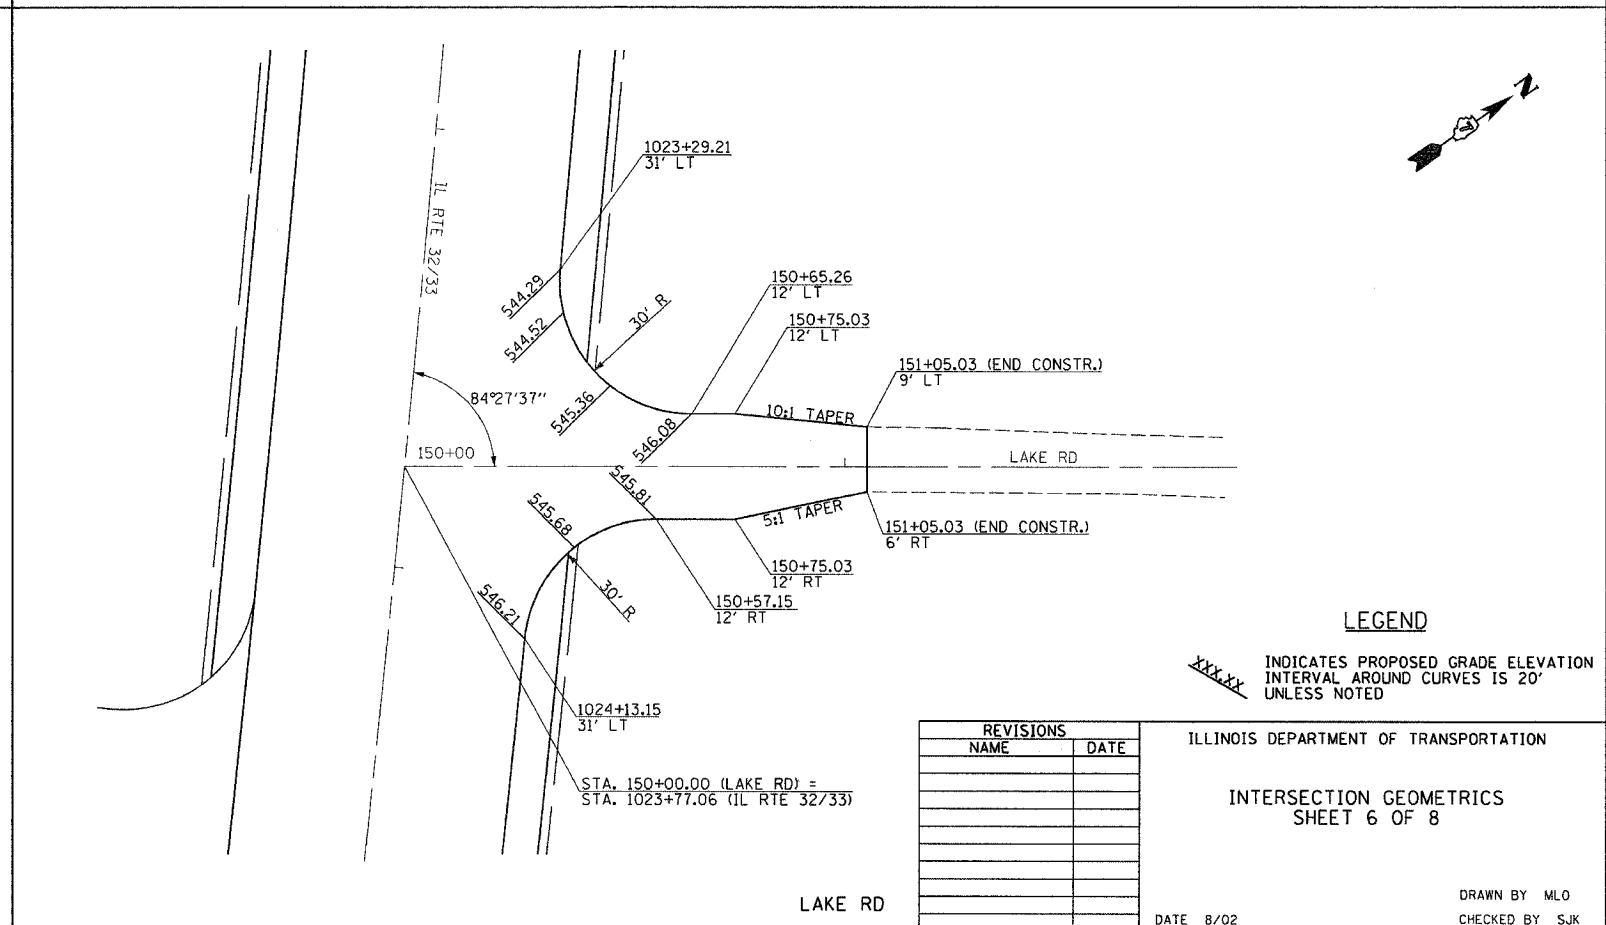 N
7
1023+29.21
31' LT
IL RTE 32/33
544.29
544.52
30' R
150+65.26
12' LT
150+75.03
12' LT
151+05.03 (END CONSTR.)
9' LT
84°27'37"
545.36
546.08
10:1 TAPER
150+00
LAKE RD
545.81
545.68
5:1 TAPER
151+05.03 (END CONSTR.)
6' RT
150+75.03
12' RT
546.21
30' R
150+57.15
12' RT
1024+13.15
31' LT
STA. 150+00.00 (LAKE RD) =
STA. 1023+77.06 (IL RTE 32/33)
LEGEND
XXX.XX
INDICATES PROPOSED GRADE ELEVATION
INTERVAL AROUND CURVES IS 20'
UNLESS NOTED
REVISIONS
NAME DATE
ILLINOIS DEPARTMENT OF TRANSPORTATION
INTERSECTION GEOMETRICS
SHEET 6 OF 8
LAKE RD
DRAWN BY MLO
DATE 8/02
CHECKED BY SJK